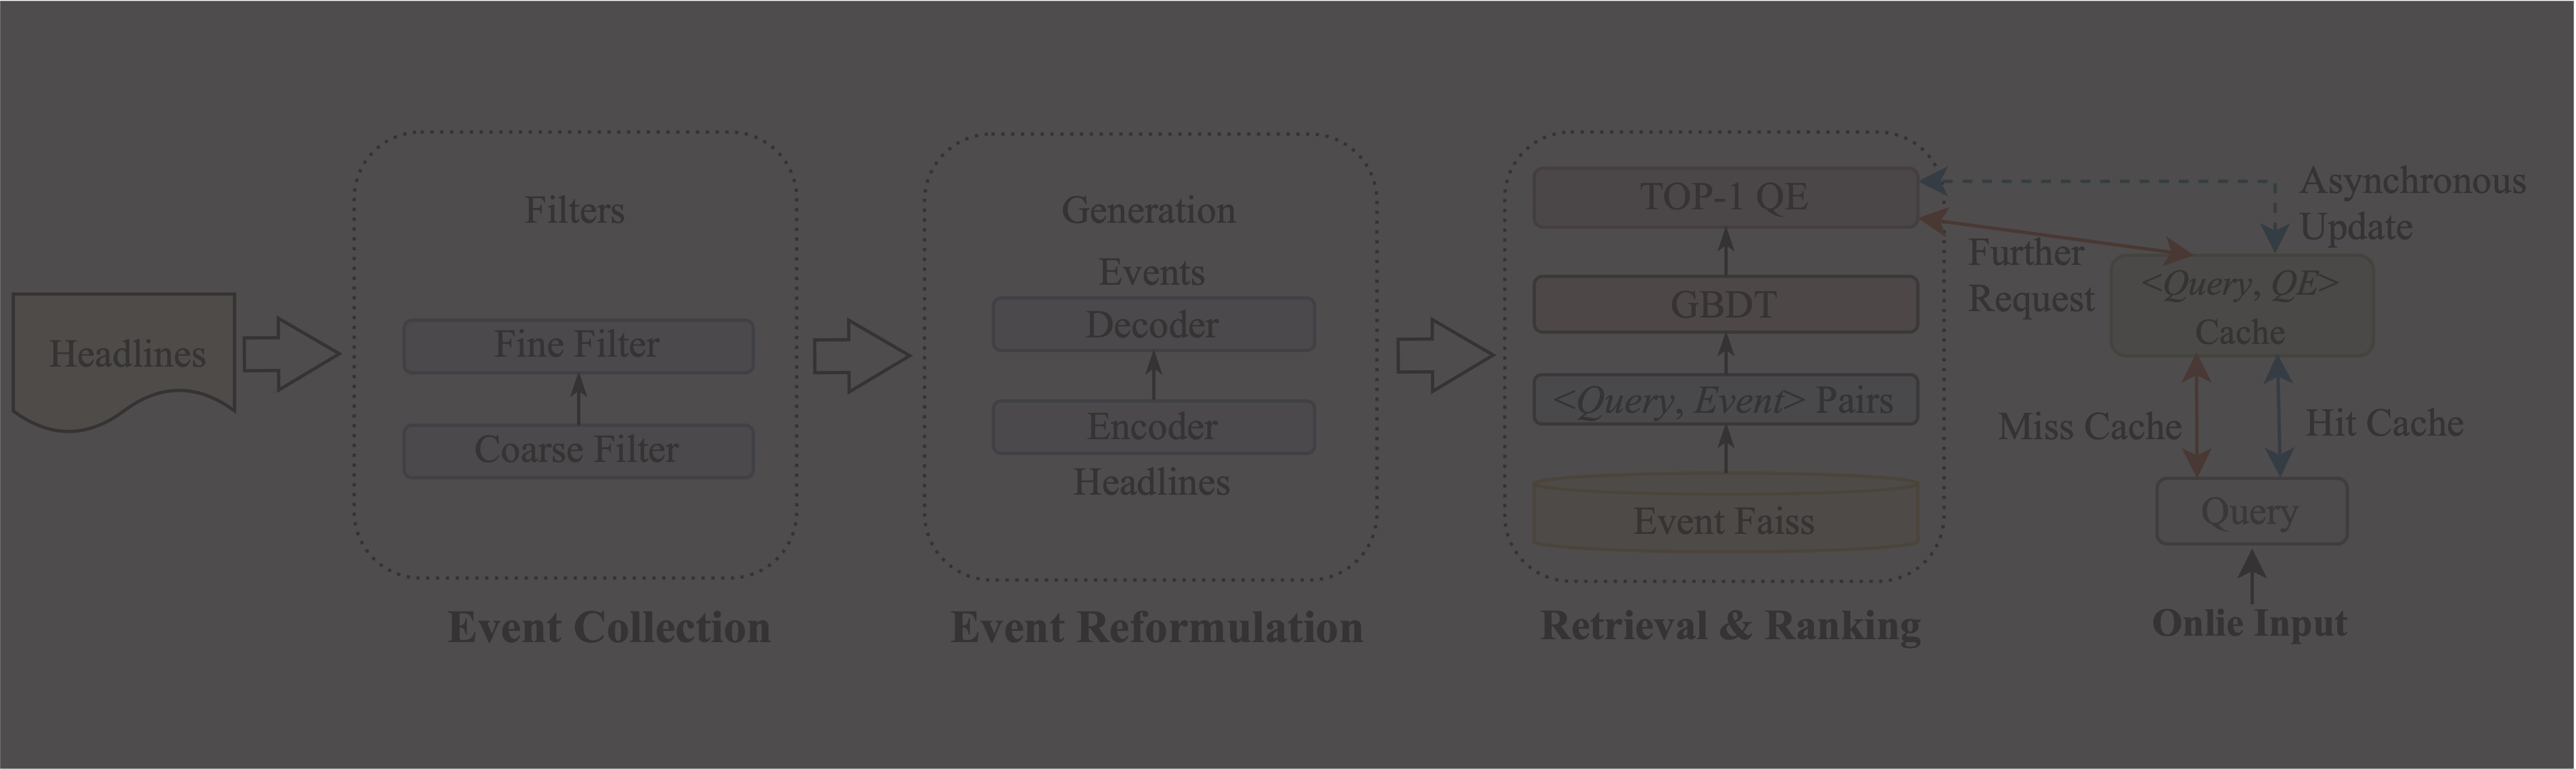 Headlines
Filters
Fine Filter
Coarse Filter
Event Collection
Generation
Events
Decoder
Encoder
Headlines
Event Reformulation
TOP-1 QE
GBDT
<Query, Event> Pairs
Event Faiss
Retrieval & Ranking
Asynchronous
Update
Further
Request
<Query, QE>
Cache
Miss Cache
Hit Cache
Query
Onlie Input